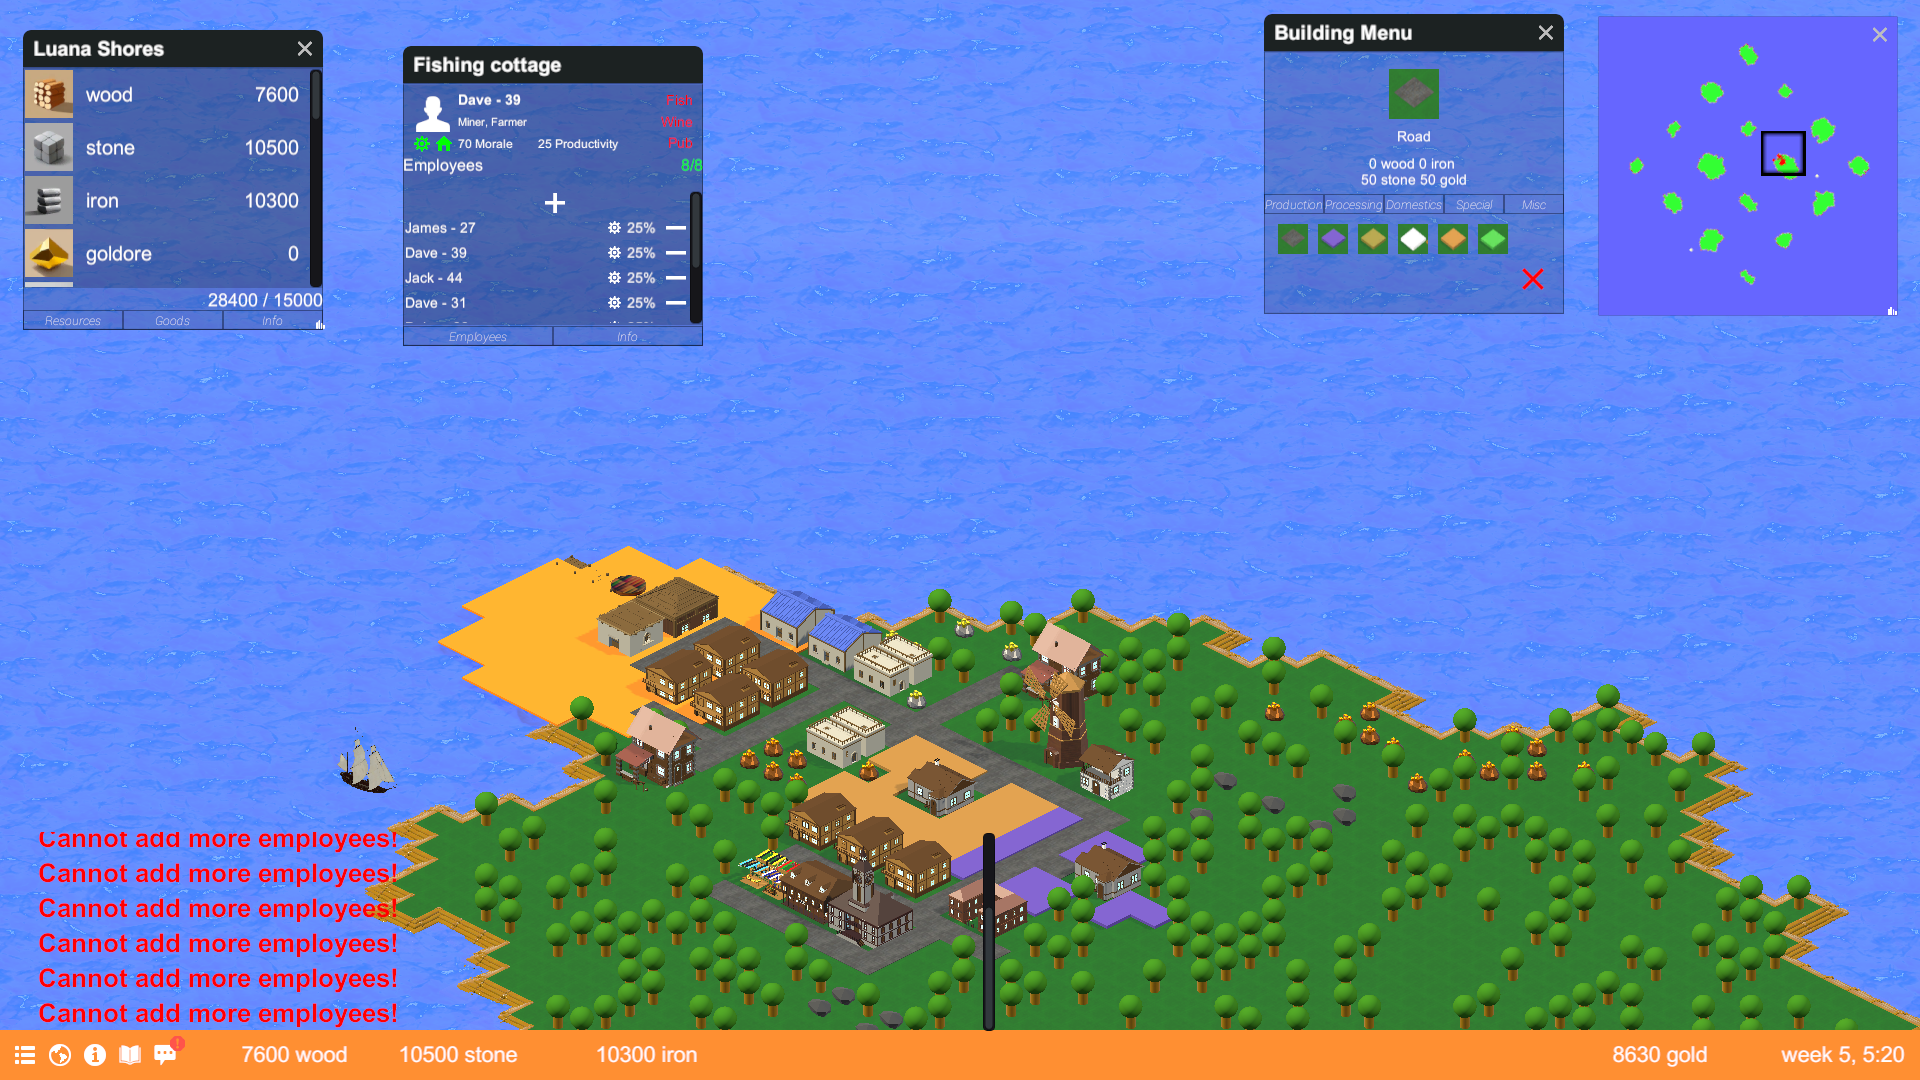 Luana Shores
wood 7600
stone 10500
iron 10300
goldore 0
28400 / 15000
Resources Goods Info
Fishing cottage
Dave - 39 Fish
Miner, Farmer Wine
70 Morale 25 Productivity Pub
Employees 8/8
James - 27 25%
Dave - 39 25%
Jack - 44 25%
Dave - 31 25%
Employees Info
Building Menu
Road
0 wood 0 iron
50 stone 50 gold
Production Processing Domestics Special Misc
Cannot add more employees!
Cannot add more employees!
Cannot add more employees!
Cannot add more employees!
Cannot add more employees!
Cannot add more employees!
7600 wood 10500 stone 10300 iron 8630 gold week 5, 5:20